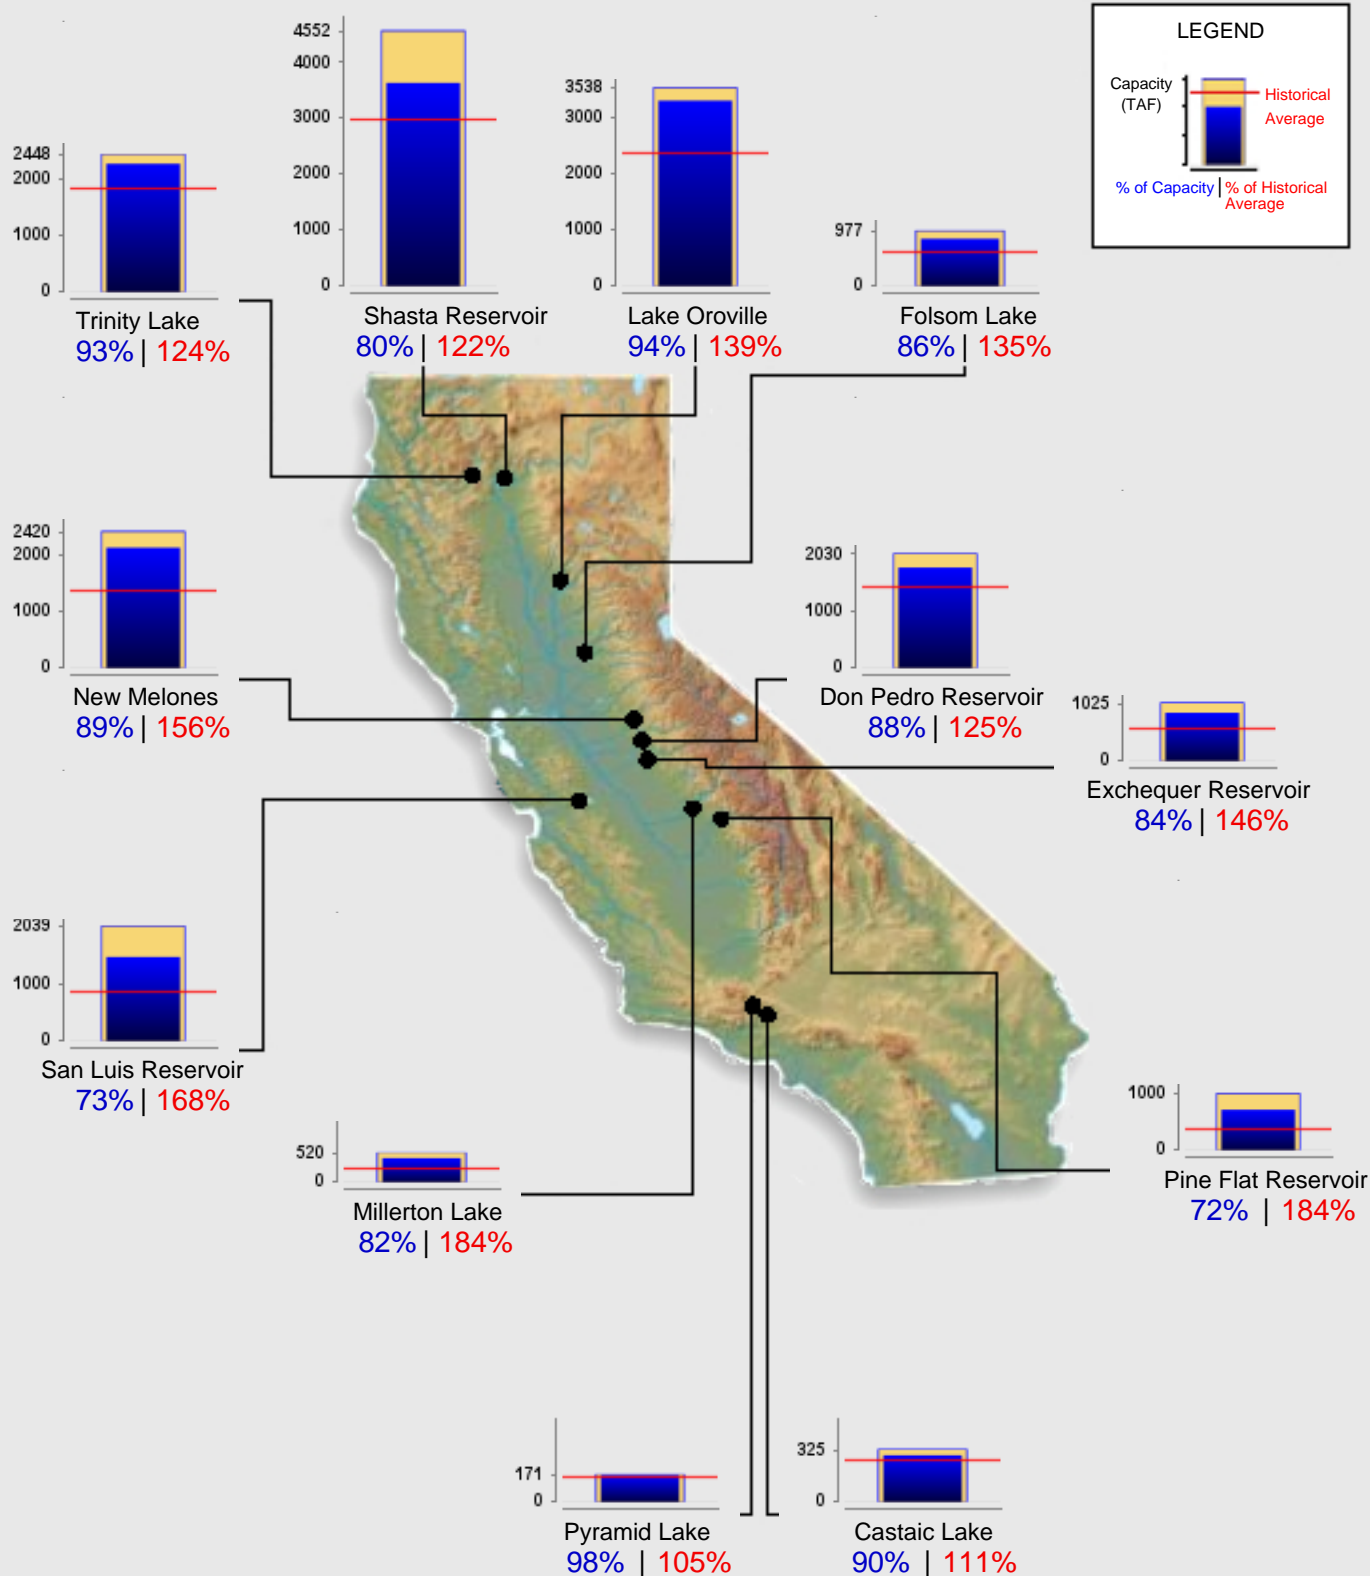 LEGEND
Capacity
(TAF)
Historical
Average
% of Capacity | % of Historical
Average
4552
4000
3000
2000
1000
0
Shasta Reservoir
80% | 122%
3538
3000
2000
1000
0
Lake Oroville
94% | 139%
2448
2000
1000
0
Trinity Lake
93% | 124%
977
0
Folsom Lake
86% | 135%
2420
2000
1000
0
New Melones
89% | 156%
2030
1000
0
Don Pedro Reservoir
88% | 125%
1025
0
Exchequer Reservoir
84% | 146%
2039
1000
0
San Luis Reservoir
73% | 168%
520
0
Millerton Lake
82% | 184%
1000
0
Pine Flat Reservoir
72% | 184%
171
0
Pyramid Lake
98% | 105%
325
0
Castaic Lake
90% | 111%